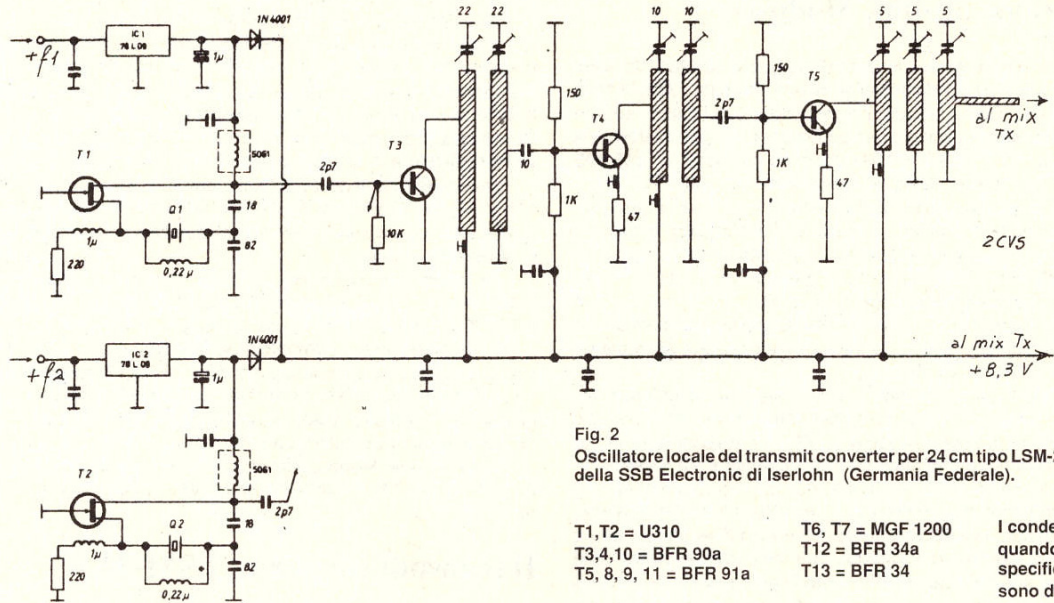 22 22 10 10 5 5 5
1N4001
IC 1
78 L 08
+f1
1µ
150
150
T5
T4
5061
T1
T3
2p7
2p7
al mix
Tx
10
18
1K
1K
Q1
10K
47
47
1µ
82
220
0,22µ
2CVS
1N4001
al mix Tx
IC 2
78 L 08
+8,3 V
+f2
1µ
5061
T2
2p7
18
Q2
1µ
82
220
0,22µ
Fig. 2
Oscillatore locale del transmit converter per 24 cm tipo LSM-
della SSB Electronic di Iserlohn (Germania Federale).
T1,T2 = U310
T3,4,10 = BFR 90a
T5, 8, 9, 11 = BFR 91a
T6, T7 = MGF 1200
T12 = BFR 34a
T13 = BFR 34
I conde
quando
specific
sono d